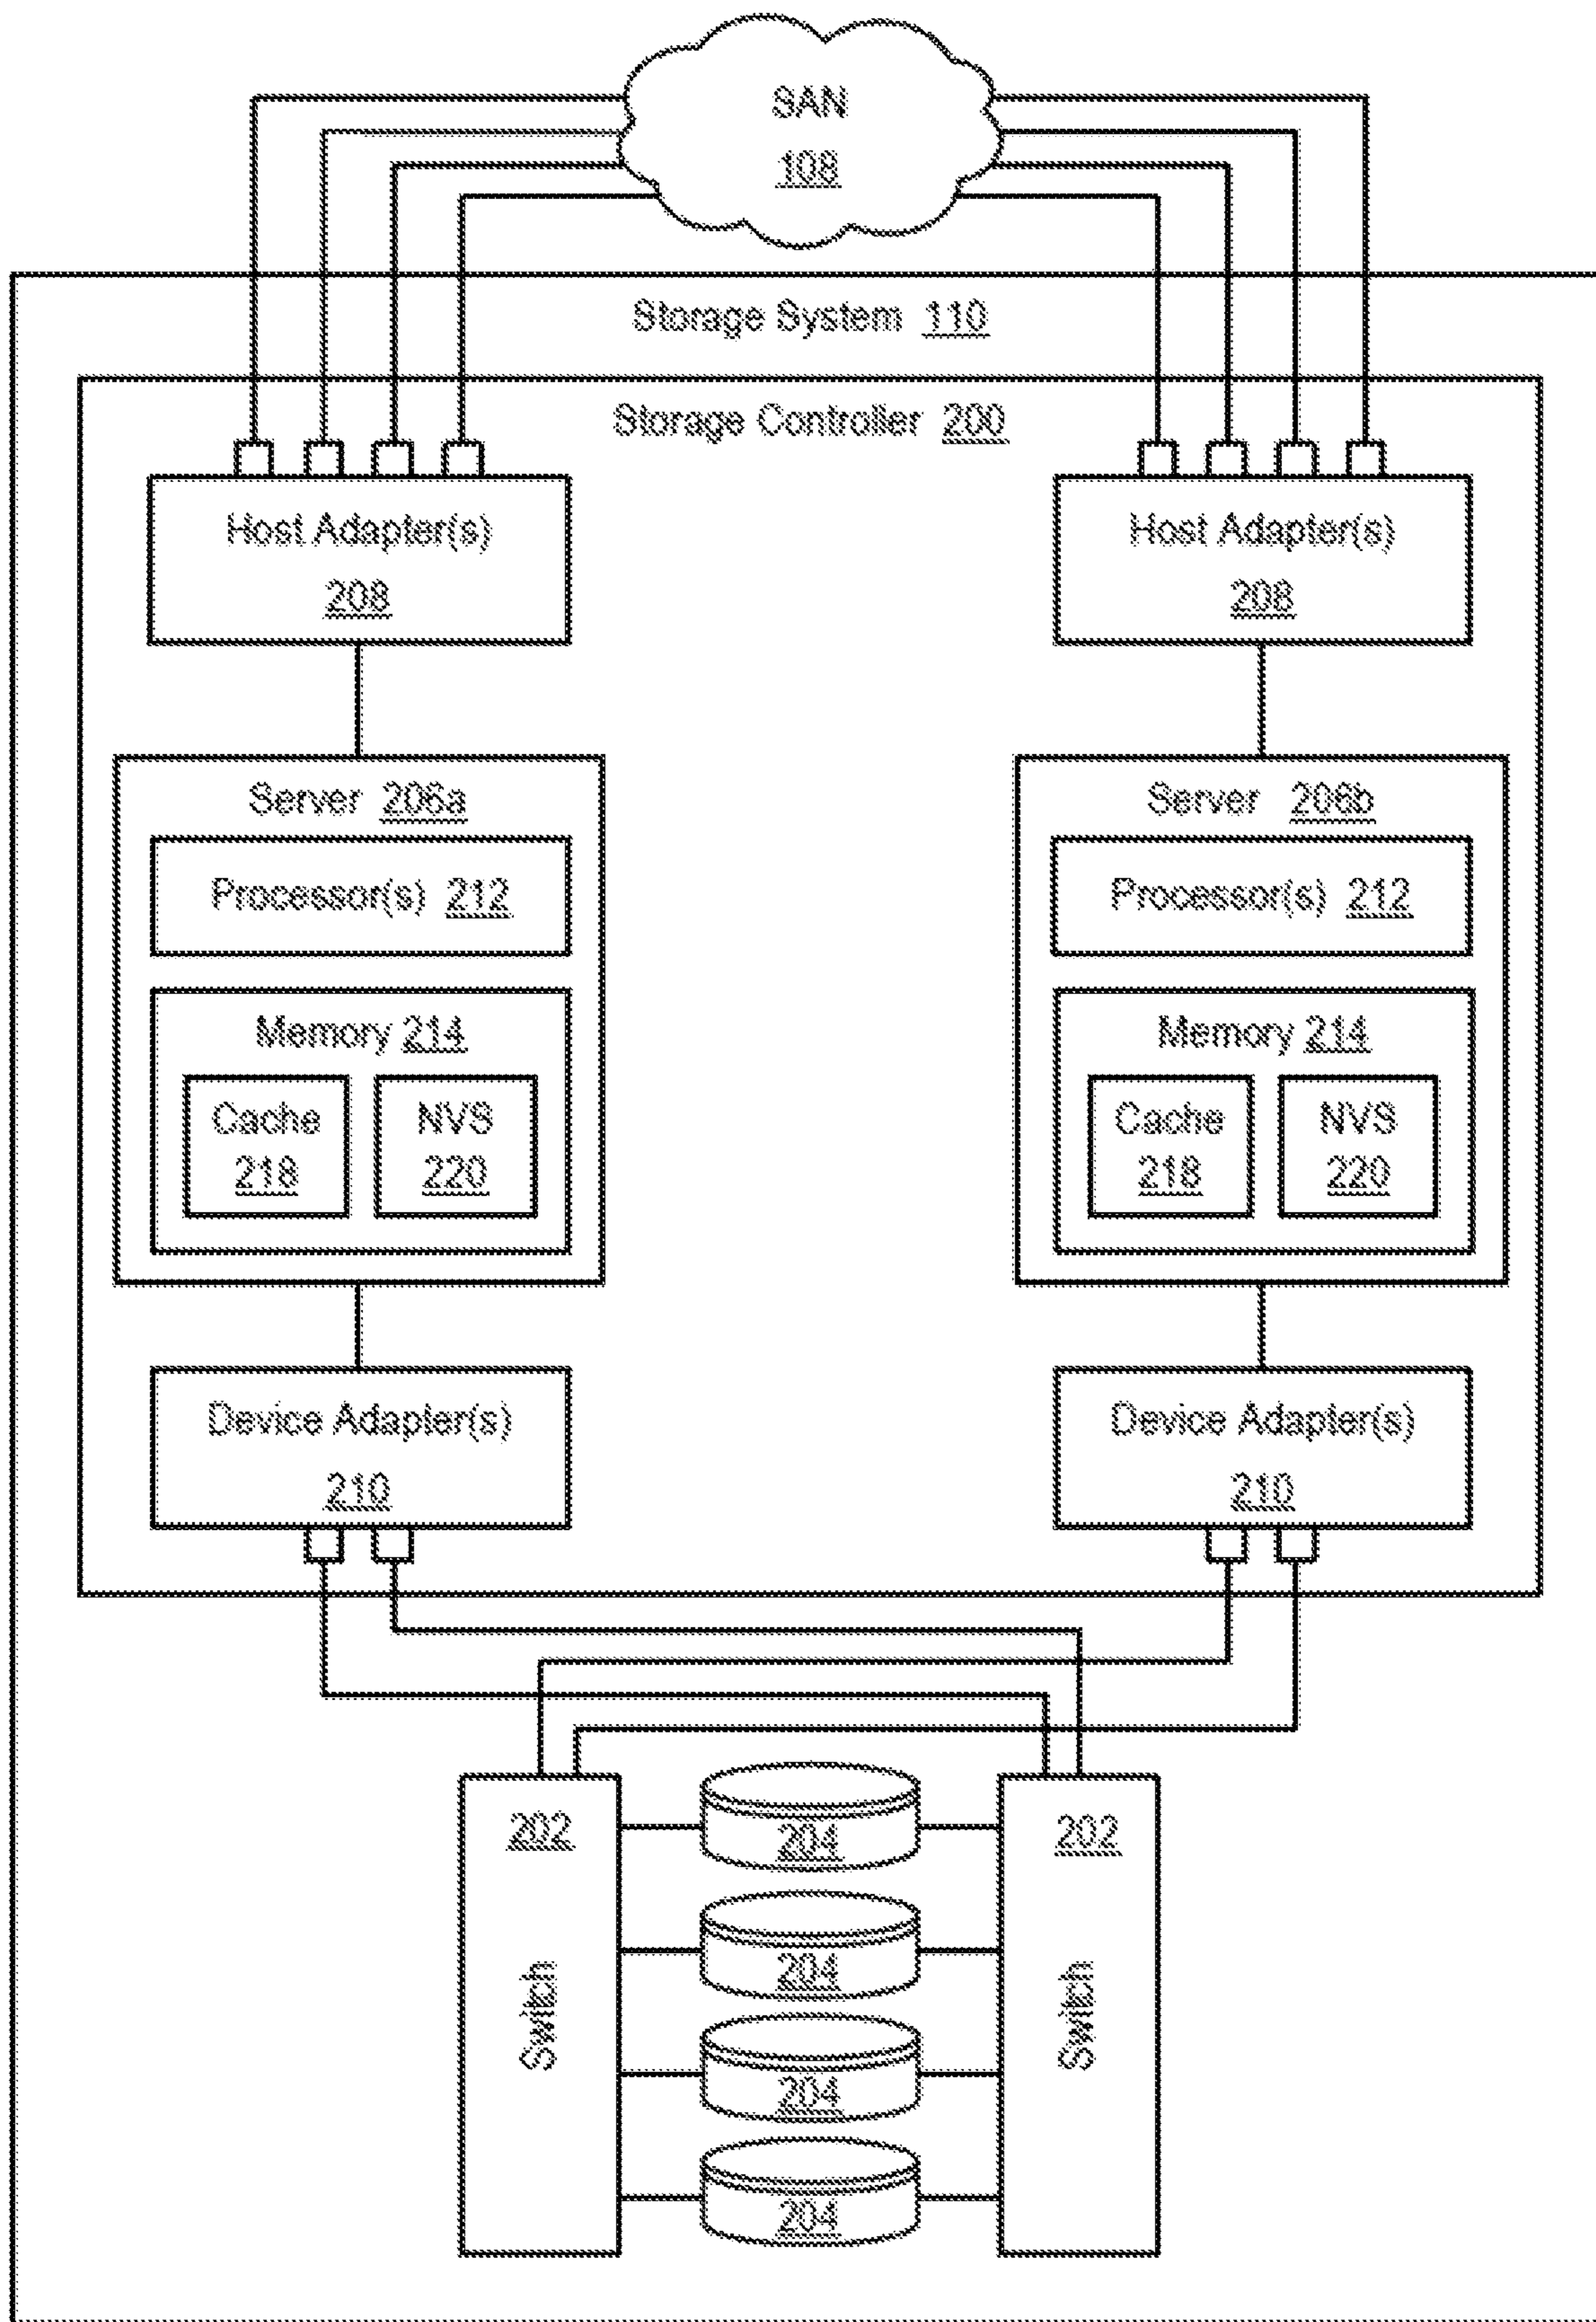 SAN
108
Storage System 110
Storage Controller 200
Host Adapter(s)
208
Host Adapter(s)
208
Server 206a
Processor(s) 212
Memory 214
Cache
218
NVS
220
Server 206b
Processor(s) 212
Memory 214
Cache
218
NVS
220
Device Adapter(s)
210
Device Adapter(s)
210
202
Switch
204
204
204
204
202
Switch